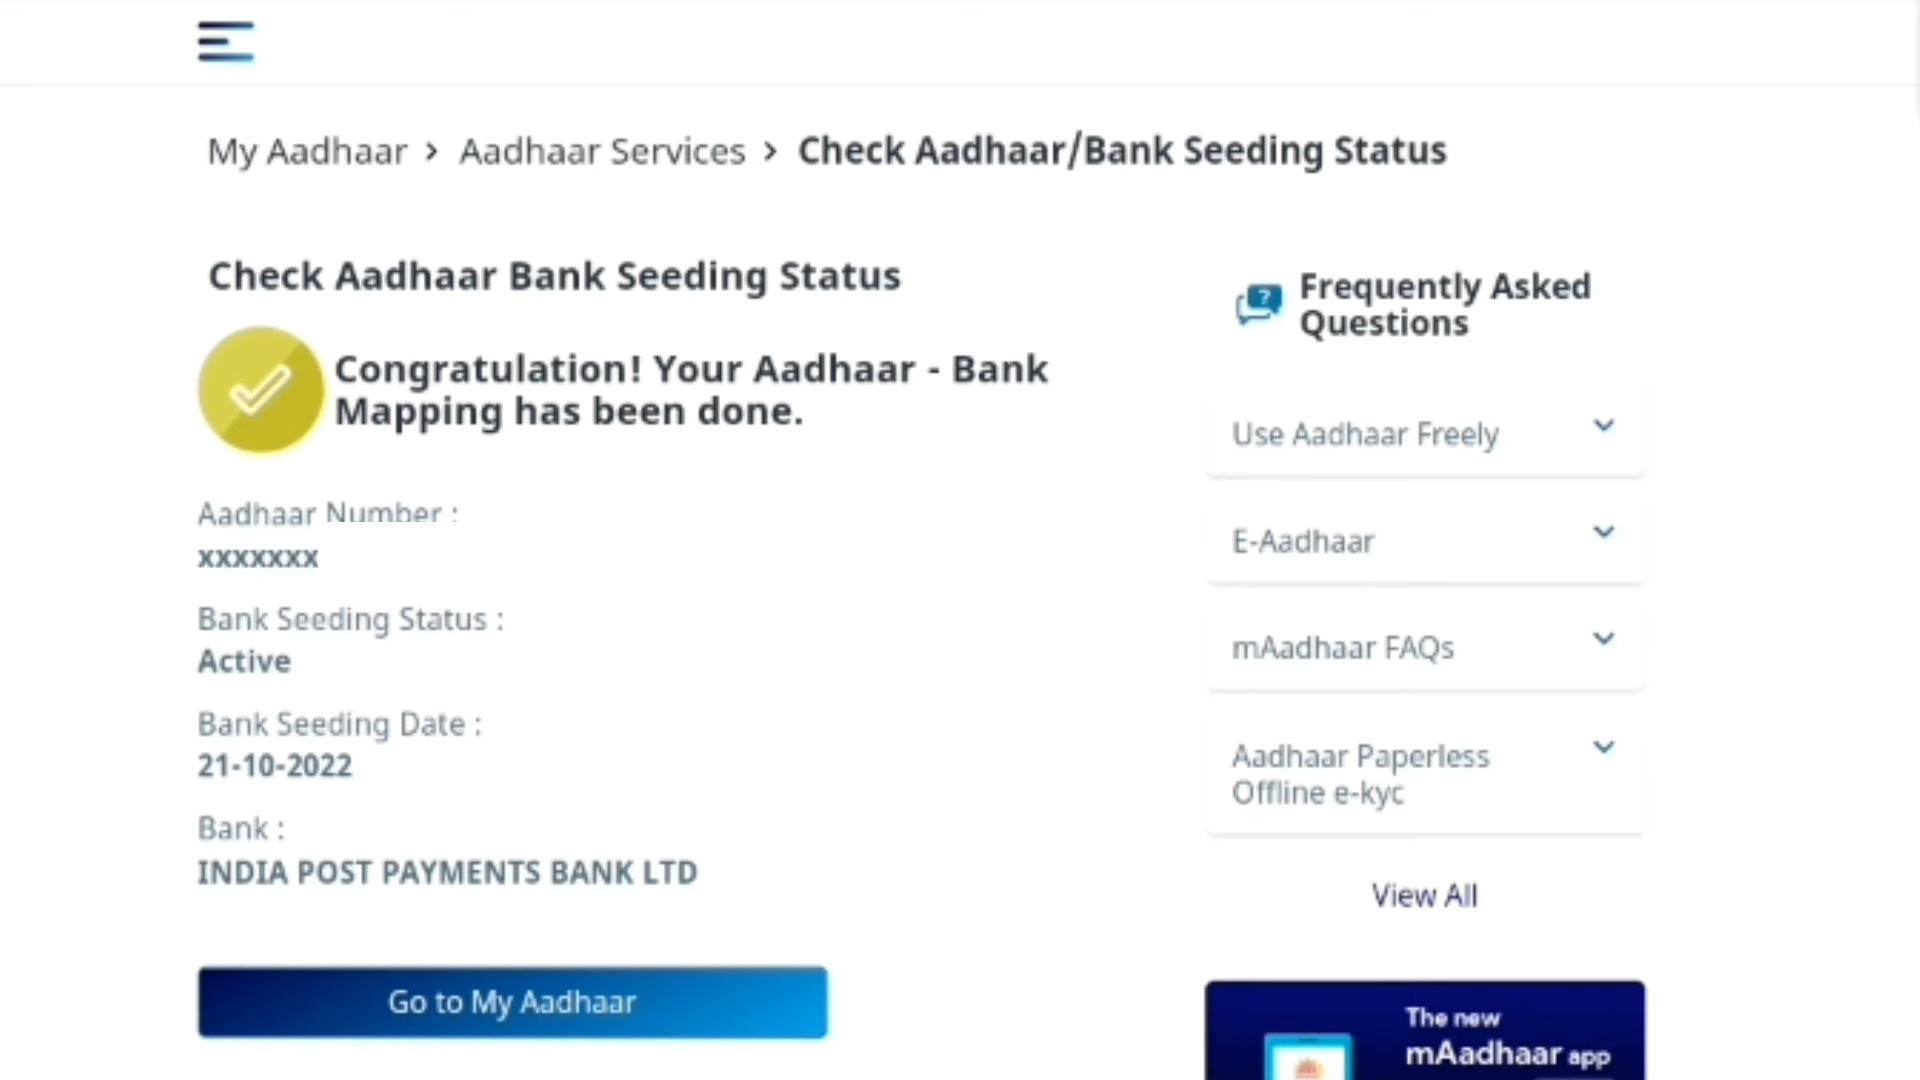 My Aadhaar > Aadhaar Services > Check Aadhaar/Bank Seeding Status
Check Aadhaar Bank Seeding Status
Congratulation! Your Aadhaar - Bank
Mapping has been done.
Aadhaar Number :
xxxxxxx
Bank Seeding Status :
Active
Bank Seeding Date :
21-10-2022
Bank :
INDIA POST PAYMENTS BANK LTD
Go to My Aadhaar
Frequently Asked
Questions
Use Aadhaar Freely
E-Aadhaar
mAadhaar FAQs
Aadhaar Paperless
Offline e-kyc
View All
The new
mAadhaar app